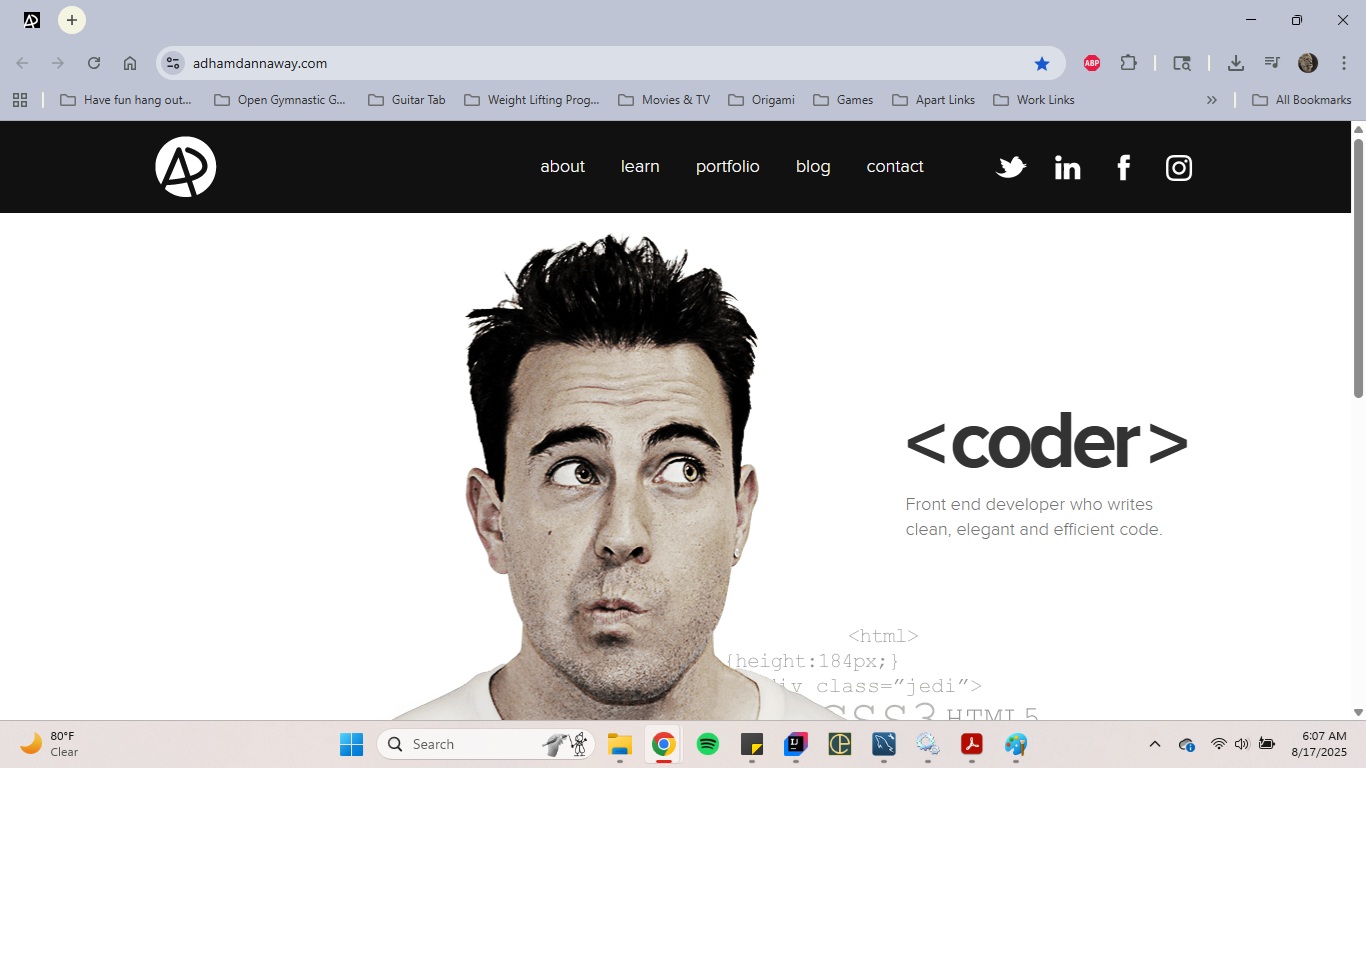 adhamdannaway.com
ABP
Have fun hang out...
Open Gymnastic G...
Guitar Tab
Weight Lifting Prog...
Movies & TV
Origami
Games
Apart Links
Work Links
»
All Bookmarks
about
learn
portfolio
blog
contact
<coder>
Front end developer who writes
clean, elegant and efficient code.
<html>
{height:184px;}
div class="jedi">
CSS3 HTML5
80°F
Clear
Search
6:07 AM
8/17/2025